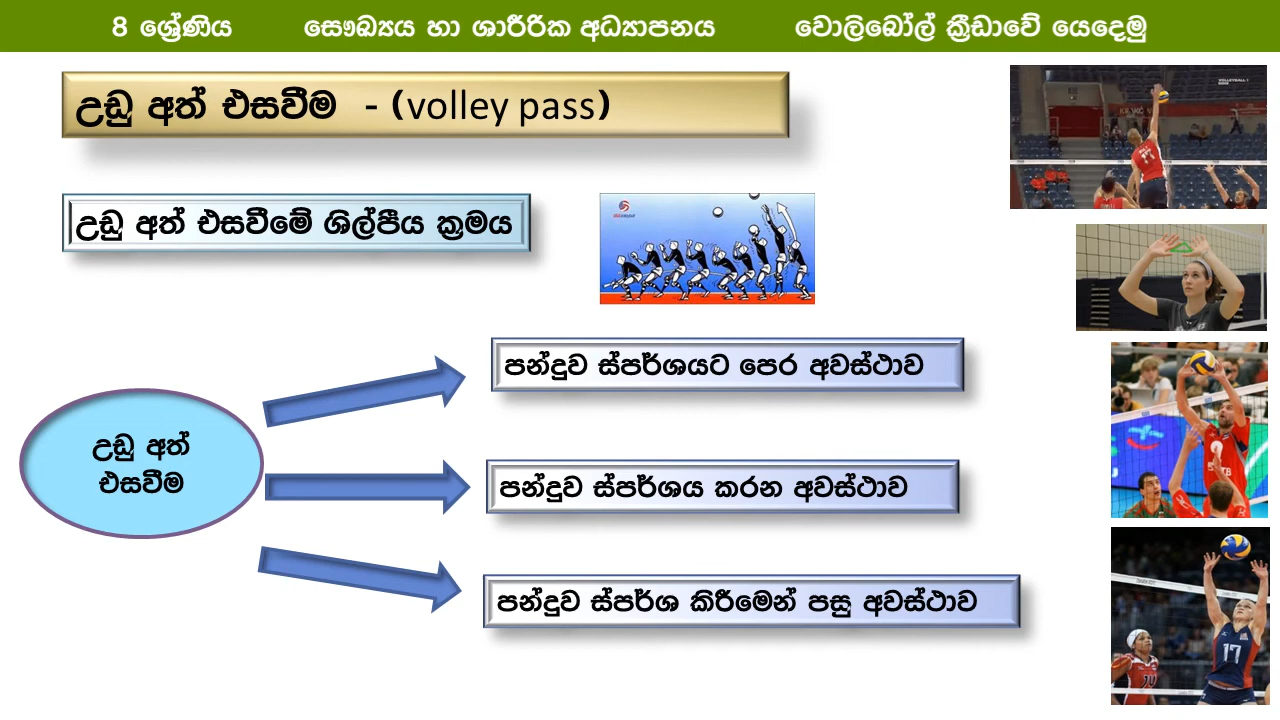 8 ශ්‍රේණිය සෞඛ්‍යය හා ශාරීරික අධ්‍යාපනය වොලිබෝල් ක්‍රීඩාවේ යෙදෙමු
උඩු අත් එසවීම - (volley pass)
උඩු අත් එසවීමේ ශිල්පීය ක්‍රමය
පන්දුව ස්පර්ශයට පෙර අවස්ථාව
උඩු අත්
එසවීම
පන්දුව ස්පර්ශය කරන අවස්ථාව
පන්දුව ස්පර්ශ කිරීමෙන් පසු අවස්ථාව
17